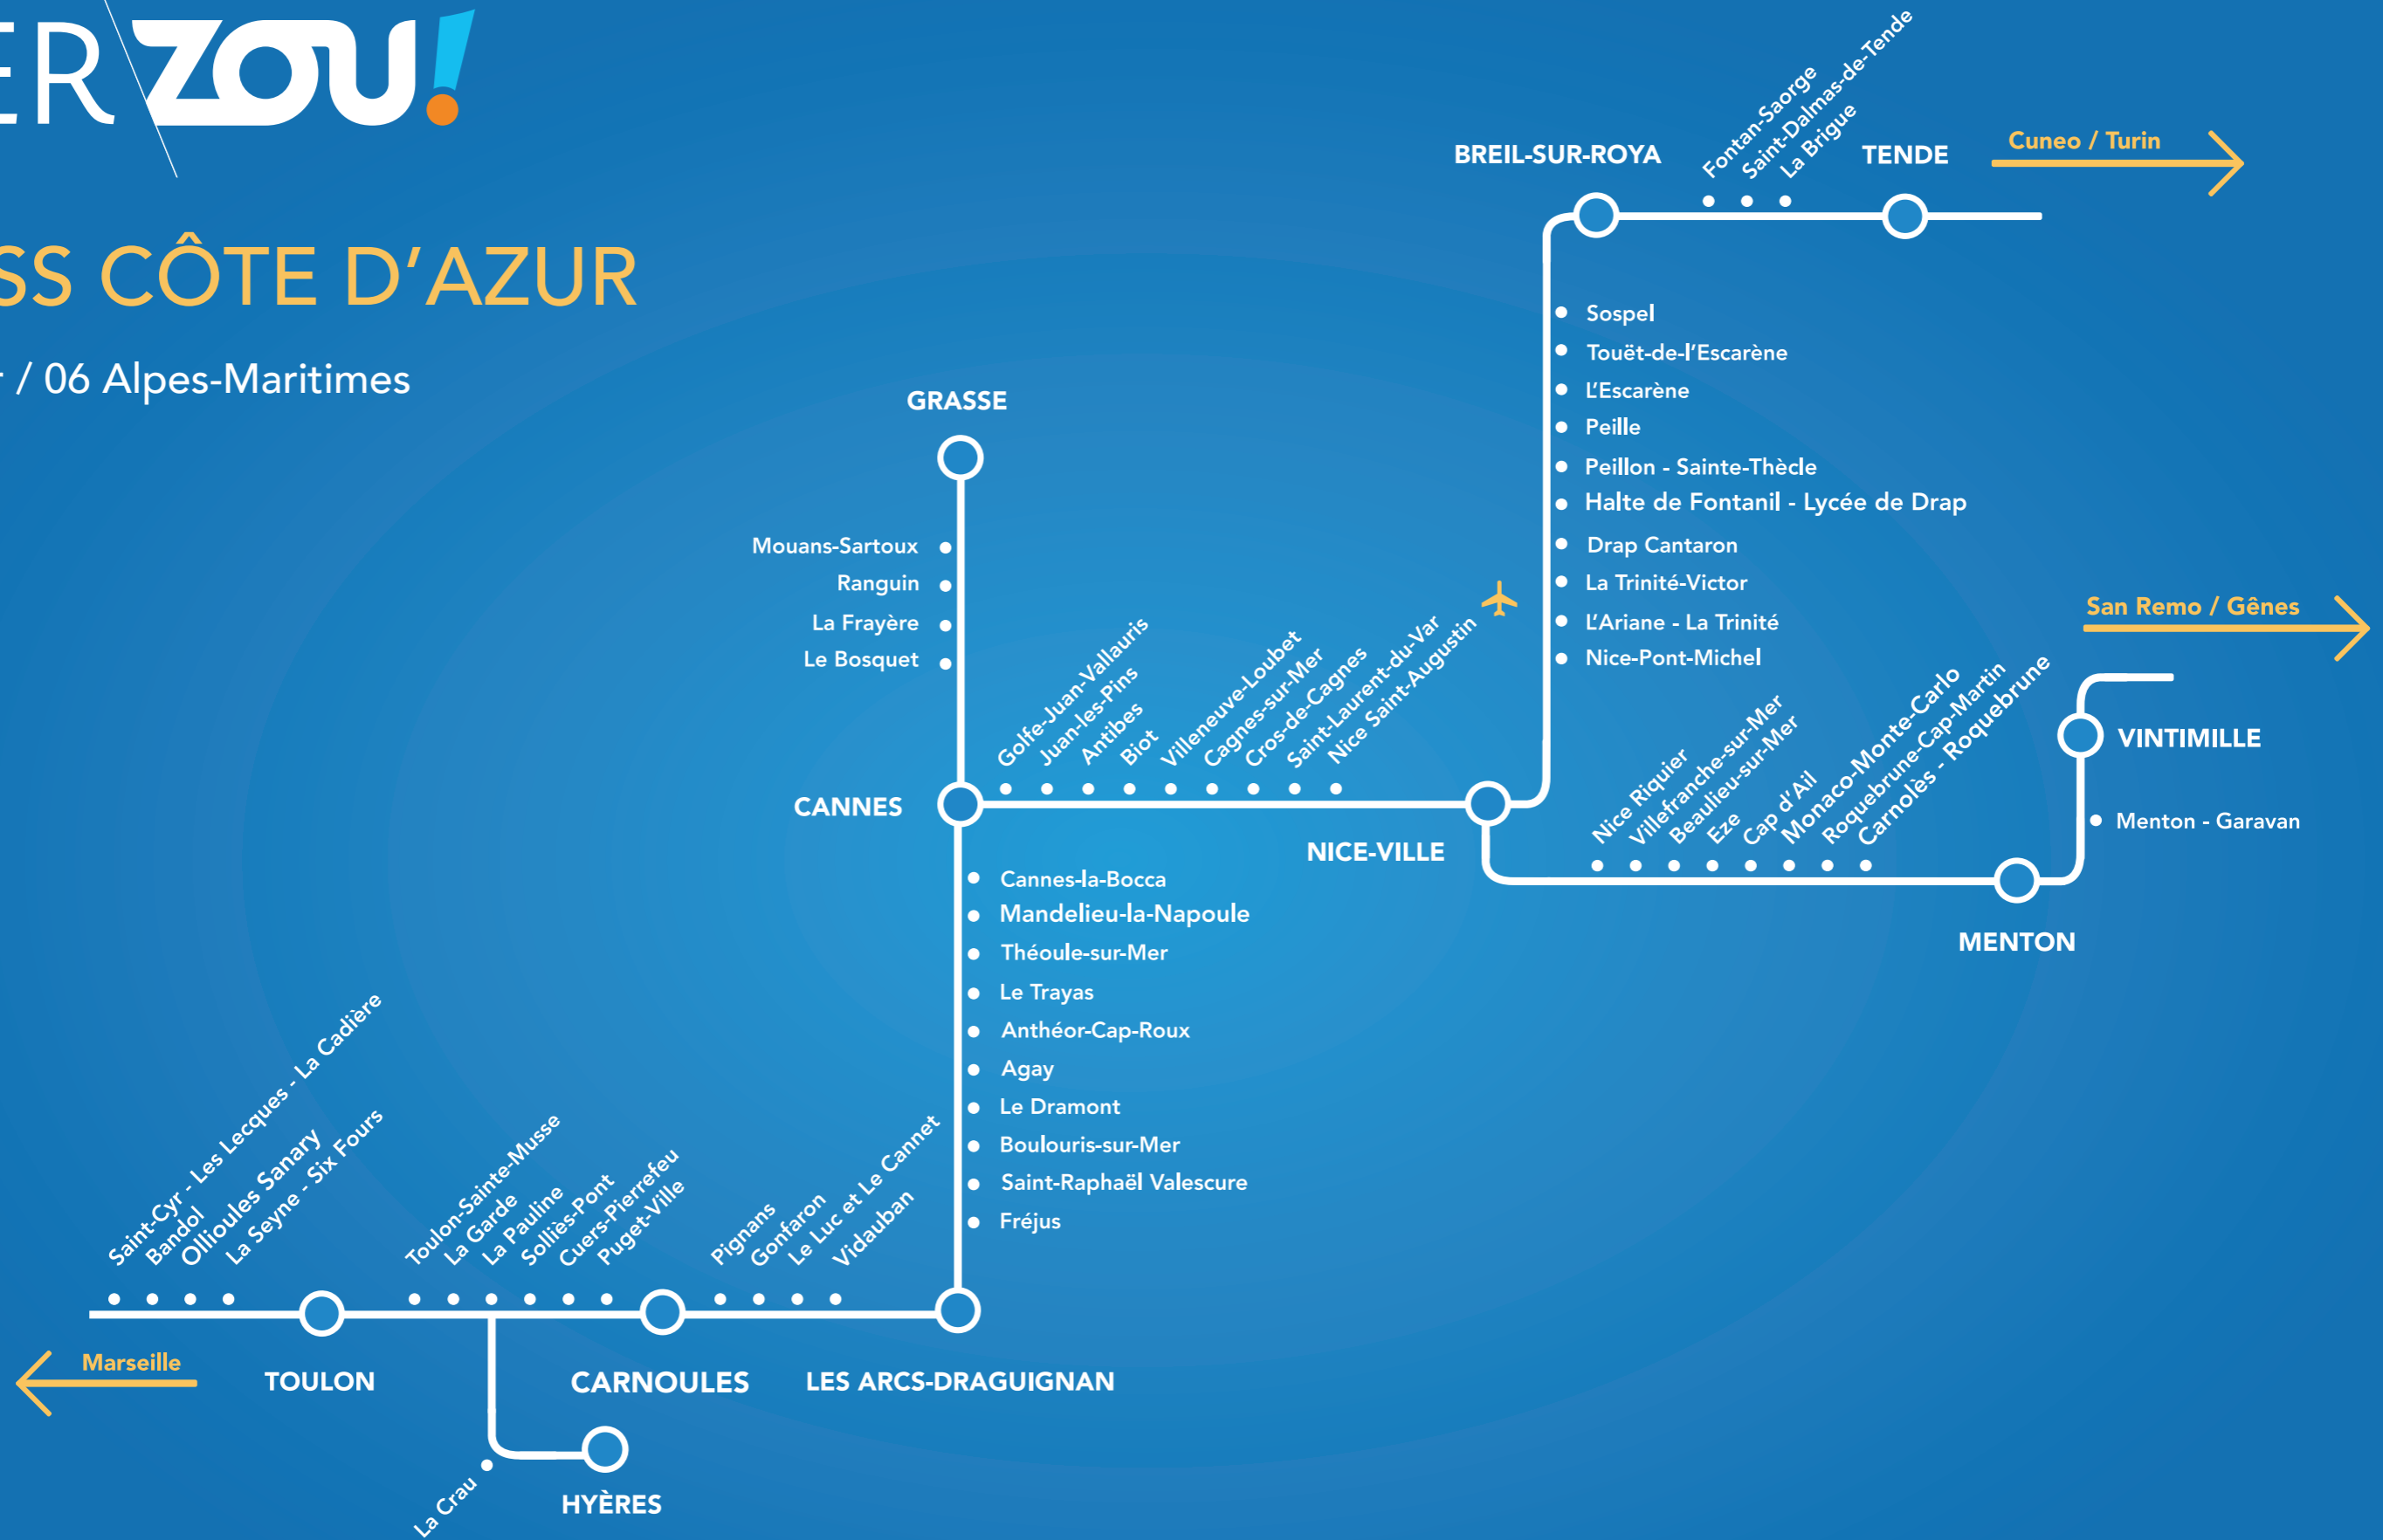 ER ZOU!
SS CÔTE D'AZUR
r / 06 Alpes-Maritimes
BREIL-SUR-ROYA
Fontan-Saorge
Saint-Dalmas-de-Tende
La Brigue
TENDE
Cuneo / Turin
Sospel
Touët-de-l'Escarène
L'Escarène
Peille
Peillon - Sainte-Thècle
Halte de Fontanil - Lycée de Drap
Drap Cantaron
La Trinité-Victor
L'Ariane - La Trinité
Nice-Pont-Michel
GRASSE
Mouans-Sartoux
Ranguin
La Frayère
Le Bosquet
CANNES
Golfe-Juan-Vallauris
Juan-les-Pins
Antibes
Biot
Villeneuve-Loubet
Cagnes-sur-Mer
Cros-de-Cagnes
Saint-Laurent-du-Var
Nice Saint-Augustin
NICE-VILLE
Nice Riquier
Villefranche-sur-Mer
Beaulieu-sur-Mer
Eze
Cap d'Ail
Monaco-Monte-Carlo
Roquebrune-Cap-Martin
Carnolès - Roquebrune
MENTON
Menton - Garavan
VINTIMILLE
San Remo / Gênes
Cannes-la-Bocca
Mandelieu-la-Napoule
Théoule-sur-Mer
Le Trayas
Anthéor-Cap-Roux
Agay
Le Dramont
Boulouris-sur-Mer
Saint-Raphaël Valescure
Fréjus
Saint-Cyr - Les Lecques - La Cadière
Bandol
Ollioules Sanary
La Seyne - Six Fours
Toulon-Sainte-Musse
La Garde
La Pauline
Solliès-Pont
Cuers-Pierrefeu
Puget-Ville
Pignans
Gonfaron
Le Luc et Le Cannet
Vidauban
Marseille
TOULON
CARNOULES
LES ARCS-DRAGUIGNAN
La Crau
HYÈRES